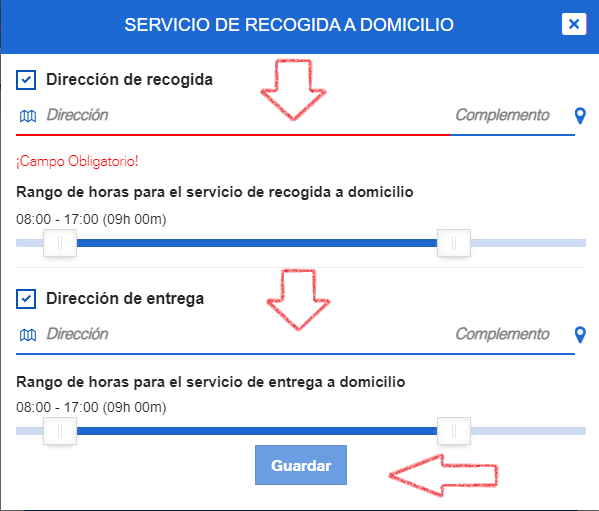 SERVICIO DE RECOGIDA A DOMICILIO
Dirección de recogida
Dirección Complemento
¡Campo Obligatorio!
Rango de horas para el servicio de recogida a domicilio
08:00 - 17:00 (09h 00m)
Dirección de entrega
Dirección Complemento
Rango de horas para el servicio de entrega a domicilio
08:00 - 17:00 (09h 00m)
Guardar